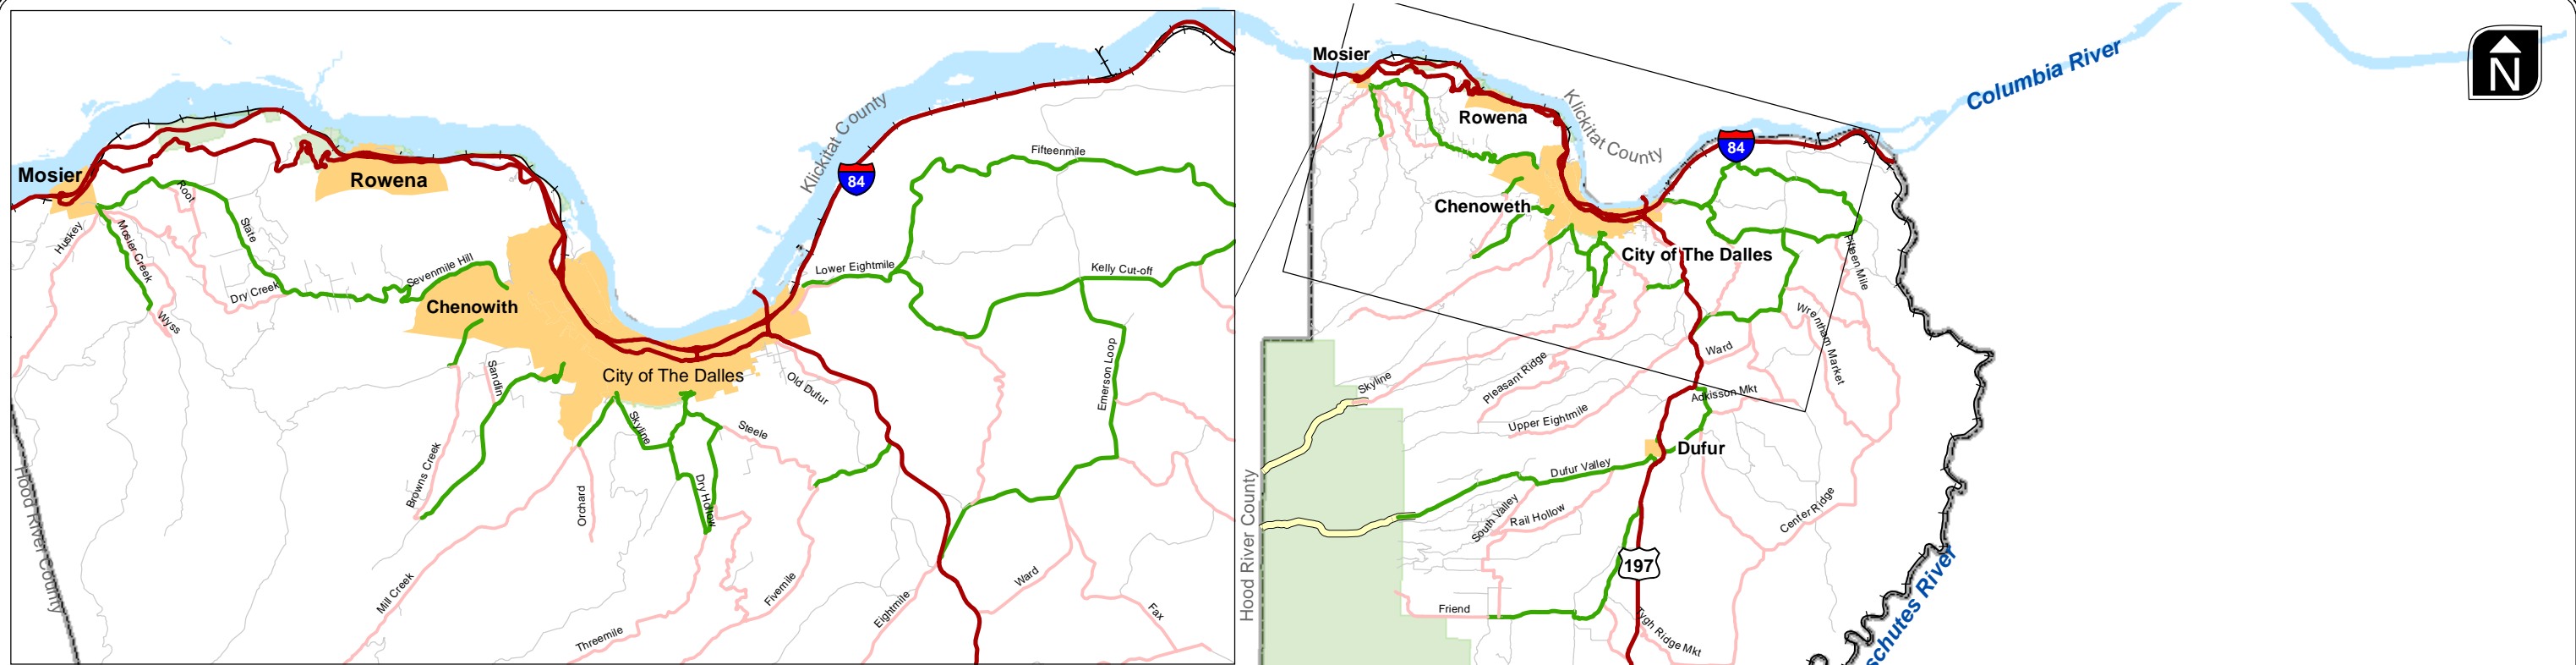 Mosier
Rowena
Klickitat County
84
Fifteenmile
Root
Huskey
Mosier Creek
State
Dry Creek
Sevenmile Hill
Lower Eightmile
Kelly Cut-off
Wyss
Chenowith
City of The Dalles
Sandlin
Old Dufur
Emerson Loop
Browns Creek
Skyline
Steele
Orchard
Dry Hollow
Hood River County
Mill Creek
Threemile
Fivemile
Eightmile
Ward
Fax
Mosier
Rowena
Klickitat County
84
Columbia River
N
Chenoweth
City of The Dalles
Fifteen Mile
Wrentham Market
Ward
Skyline
Pleasant Ridge
Adkisson Mkt
Upper Eightmile
Dufur
Dufur Valley
Hood River County
South Valley
Rail Hollow
Center Ridge
197
Friend
Tygh Ridge Mkt
schutes River